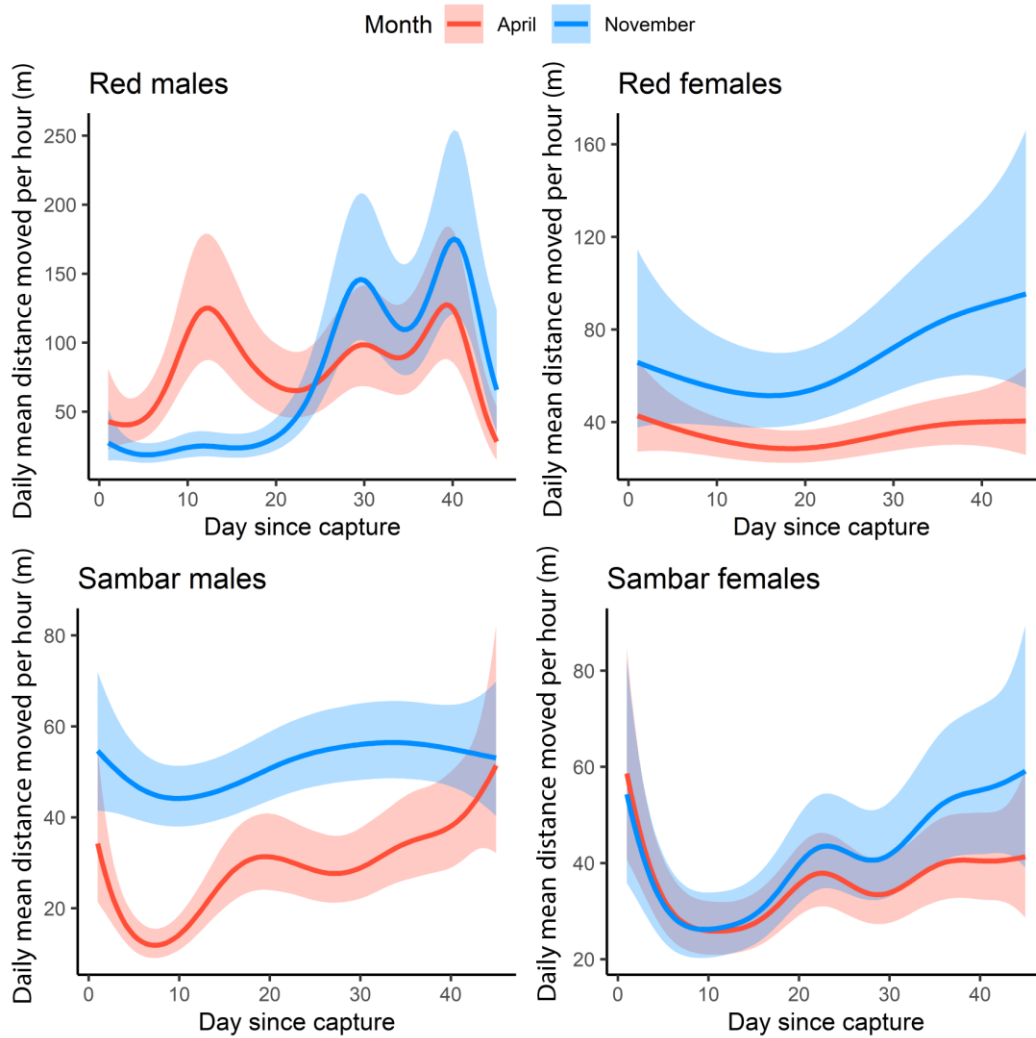 Month April November
Red males
Daily mean distance moved per hour (m)
250
200
150
100
50
0 10 20 30 40
Day since capture
Red females
Daily mean distance moved per hour (m)
160
120
80
40
0 10 20 30 40
Day since capture
Sambar males
Daily mean distance moved per hour (m)
80
60
40
20
0 10 20 30 40
Day since capture
Sambar females
Daily mean distance moved per hour (m)
80
60
40
20
0 10 20 30 40
Day since capture